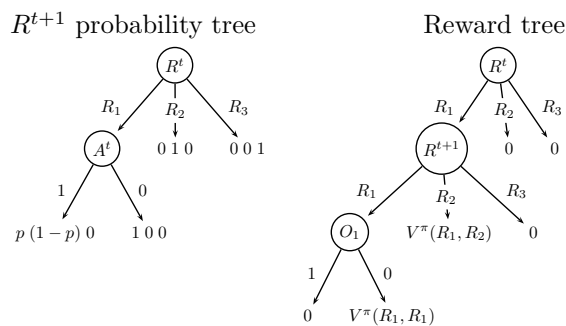 R^{t+1} probability tree Reward tree
R^t R^t
R_1 R_2 R_3 R_1 R_2 R_3
A^t 0 1 0 0 0 1 R^{t+1} 0 0
1 0 R_1 R_2 R_3
p (1−p) 0 1 0 0 O_1 V^π(R_1, R_2) 0
1 0
0 V^π(R_1, R_1)